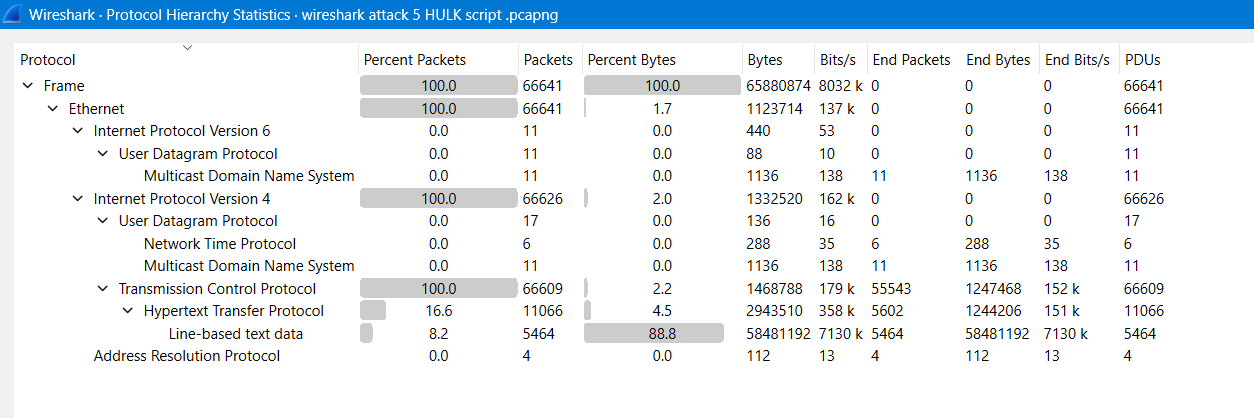 Wireshark · Protocol Hierarchy Statistics · wireshark attack 5 HULK script .pcapng
Protocol Percent Packets Packets Percent Bytes Bytes Bits/s End Packets End Bytes End Bits/s PDUs
Frame 100.0 66641 100.0 65880874 8032 k 0 0 0 66641
Ethernet 100.0 66641 1.7 1123714 137 k 0 0 0 66641
Internet Protocol Version 6 0.0 11 0.0 440 53 0 0 0 11
User Datagram Protocol 0.0 11 0.0 88 10 0 0 0 11
Multicast Domain Name System 0.0 11 0.0 1136 138 11 1136 138 11
Internet Protocol Version 4 100.0 66626 2.0 1332520 162 k 0 0 0 66626
User Datagram Protocol 0.0 17 0.0 136 16 0 0 0 17
Network Time Protocol 0.0 6 0.0 288 35 6 288 35 6
Multicast Domain Name System 0.0 11 0.0 1136 138 11 1136 138 11
Transmission Control Protocol 100.0 66609 2.2 1468788 179 k 55543 1247468 152 k 66609
Hypertext Transfer Protocol 16.6 11066 4.5 2943510 358 k 5602 1244206 151 k 11066
Line-based text data 8.2 5464 88.8 58481192 7130 k 5464 58481192 7130 k 5464
Address Resolution Protocol 0.0 4 0.0 112 13 4 112 13 4